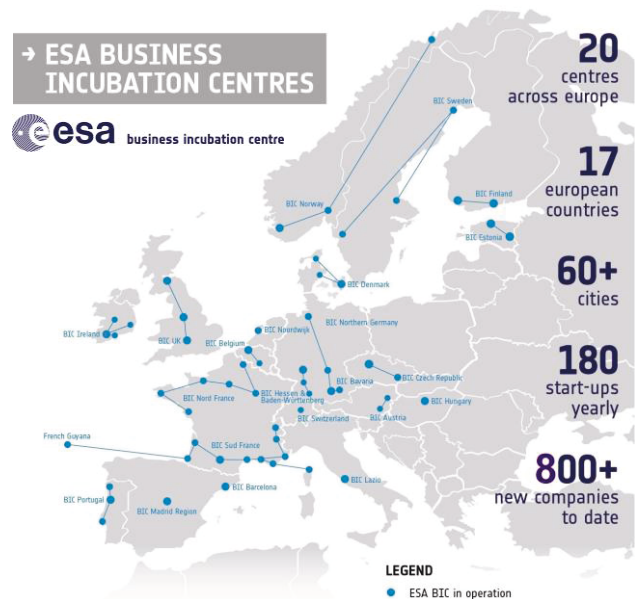 → ESA BUSINESS
INCUBATION CENTRES
esa business incubation centre
20
centres
across europe
17
european
countries
60+
cities
180
start-ups
yearly
800+
new companies
to date
BIC Sweden
BIC Norway
BIC Finland
BIC Estonia
BIC Denmark
BIC Ireland
BIC UK
BIC Noordwijk
BIC Northern Germany
BIC Belgium
BIC Bavaria
BIC Czech Republic
BIC Nord France
BIC Hessen &
Baden-Württemberg
BIC Hungary
BIC Switzerland
BIC Austria
French Guyana
BIC Sud France
BIC Lazio
BIC Barcelona
BIC Portugal
BIC Madrid Region
LEGEND
ESA BIC in operation